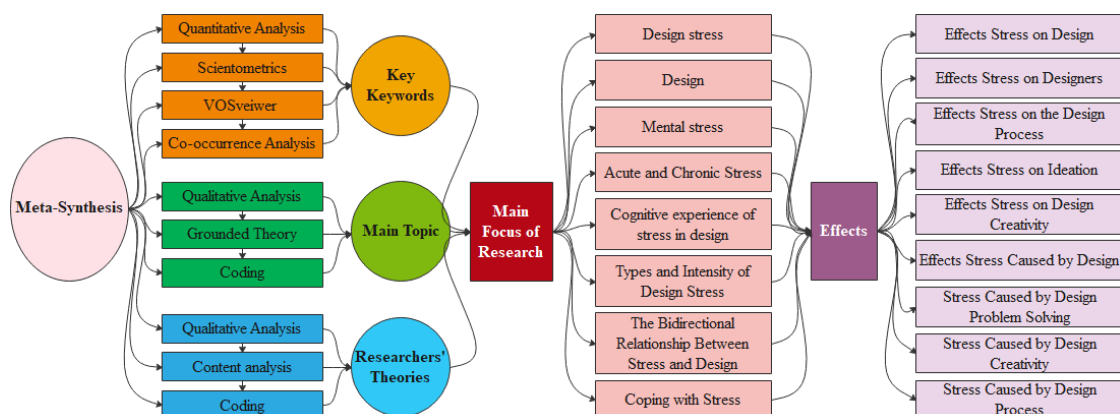 Meta-Synthesis
Quantitative Analysis
Scientometrics
VOSveiwer
Co-occurrence Analysis
Qualitative Analysis
Grounded Theory
Coding
Qualitative Analysis
Content analysis
Coding
Key
Keywords
Main Topic
Researchers'
Theories
Main
Focus of
Research
Design stress
Design
Mental stress
Acute and Chronic Stress
Cognitive experience of
stress in design
Types and Intensity of
Design Stress
The Bidirectional
Relationship Between
Stress and Design
Coping with Stress
Effects
Effects Stress on Design
Effects Stress on Designers
Effects Stress on the Design
Process
Effects Stress on Ideation
Effects Stress on Design
Creativity
Effects Stress Caused by Design
Stress Caused by Design
Problem Solving
Stress Caused by Design
Creativity
Stress Caused by Design
Process